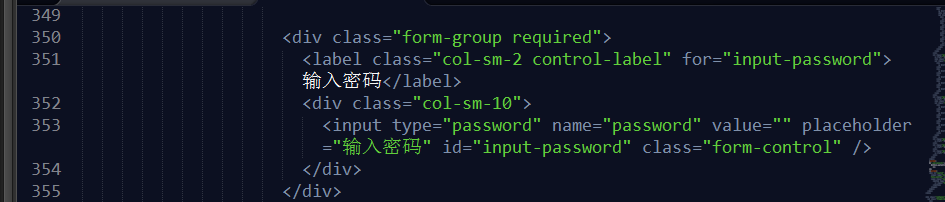 349
350 <div class="form-group required">
351 <label class="col-sm-2 control-label" for="input-password">
输入密码</label>
352 <div class="col-sm-10">
353 <input type="password" name="password" value="" placeholder
="输入密码" id="input-password" class="form-control" />
354 </div>
355 </div>